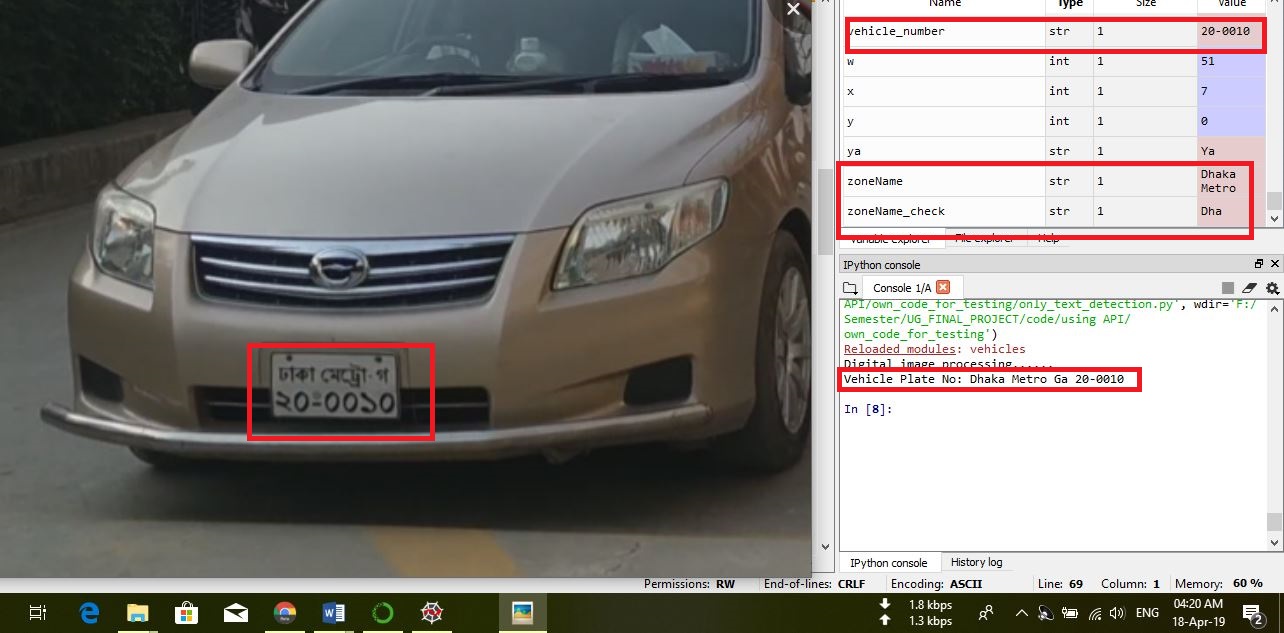 ঢাকা মেট্রো-গ
২০-০০১০
Name Type Size Value
vehicle_number str 1 20-0010
w int 1 51
x int 1 7
y int 1 0
ya str 1 Ya
zoneName str 1 Dhaka
Metro
zoneName_check str 1 Dha
Variable explorer File explorer Help
IPython console
Console 1/A
API/own_code_for_testing/only_text_detection.py', wdir='F:/
Semester/UG_FINAL_PROJECT/code/using API/
own_code_for_testing')
Reloaded modules: vehicles
Digital image processing......
Vehicle Plate No: Dhaka Metro Ga 20-0010
In [8]:
IPython console History log
Permissions: RW End-of-lines: CRLF Encoding: ASCII Line: 69 Column: 1 Memory: 60 %
1.8 kbps
1.3 kbps
ENG
04:20 AM
18-Apr-19
2